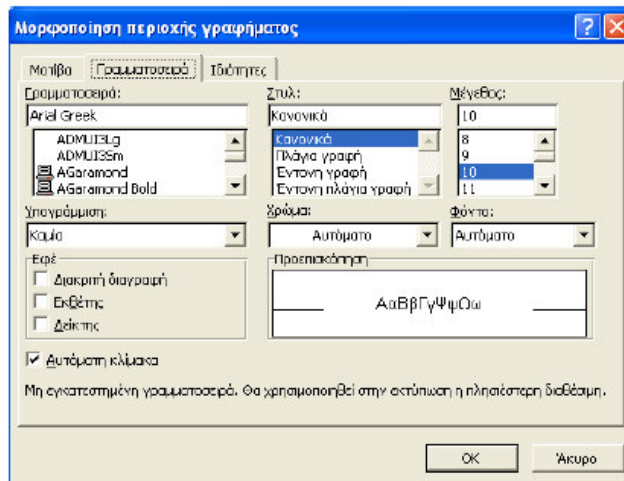 Μορφοποίηση περιοχής γραφήματος
Μοτίβα Γραμματοσειρά Ιδιότητες
Γραμματοσειρά: Στυλ: Μέγεθος:
Arial Greek Κανονικά 10
ADMUI3Lg Κανονικά 8
ADMUI3Sm Πλάγια γραφή 9
AGaramond Έντονη γραφή 10
AGaramond Bold Έντονη πλάγια γραφή 11
Υπογράμμιση: Χρώμα: Φόντο:
Καμία Αυτόματο Αυτόματο
Εφέ Προεπισκόπηση
Διακριτή διαγραφή
Εκθέτης ΑαΒβΓγΨψΩω
Δείκτης
Αυτόματη κλίμακα
Μη εγκατεστημένη γραμματοσειρά. Θα χρησιμοποιηθεί στην εκτύπωση η πλησιέστερη διαθέσιμη.
OK Άκυρο